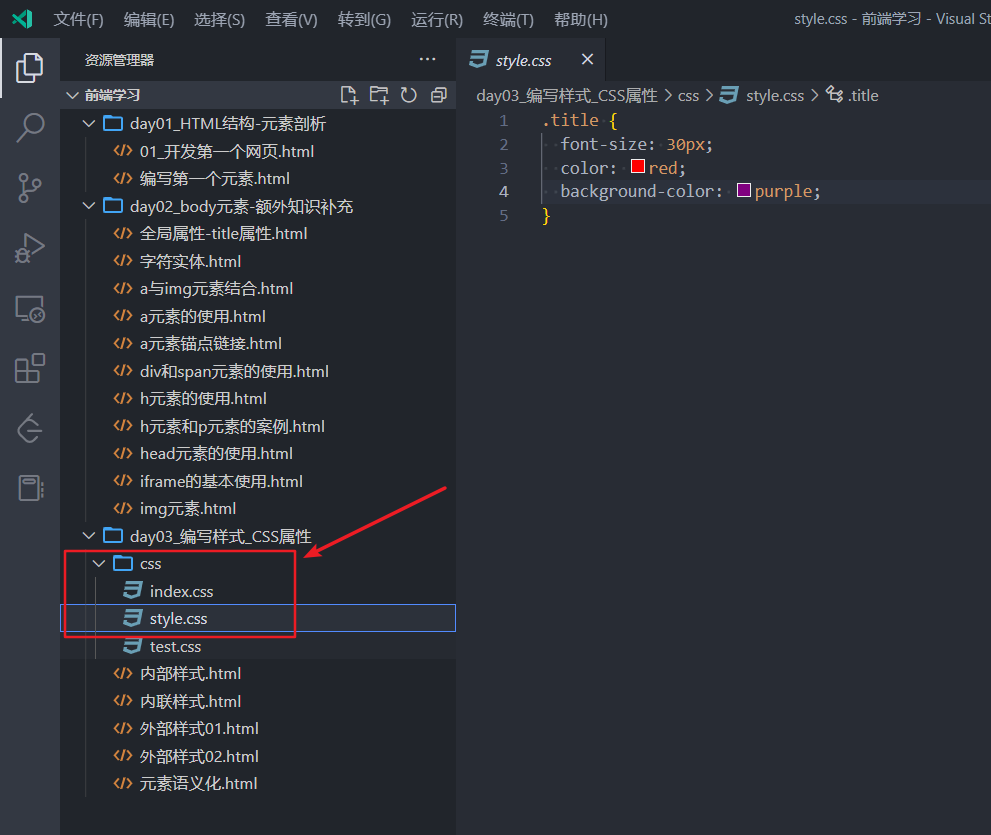 文件(F) 编辑(E) 选择(S) 查看(V) 转到(G) 运行(R) 终端(T) 帮助(H) style.css - 前端学习 - Visual St
资源管理器
前端学习
day01_HTML结构-元素剖析
01_开发第一个网页.html
编写第一个元素.html
day02_body元素-额外知识补充
全局属性-title属性.html
字符实体.html
a与img元素结合.html
a元素的使用.html
a元素锚点链接.html
div和span元素的使用.html
h元素的使用.html
h元素和p元素的案例.html
head元素的使用.html
iframe的基本使用.html
img元素.html
day03_编写样式_CSS属性
css
index.css
style.css
test.css
内部样式.html
内联样式.html
外部样式01.html
外部样式02.html
元素语义化.html
style.css
day03_编写样式_CSS属性 > css > style.css > .title
1 .title {
2 font-size: 30px;
3 color: red;
4 background-color: purple;
5 }